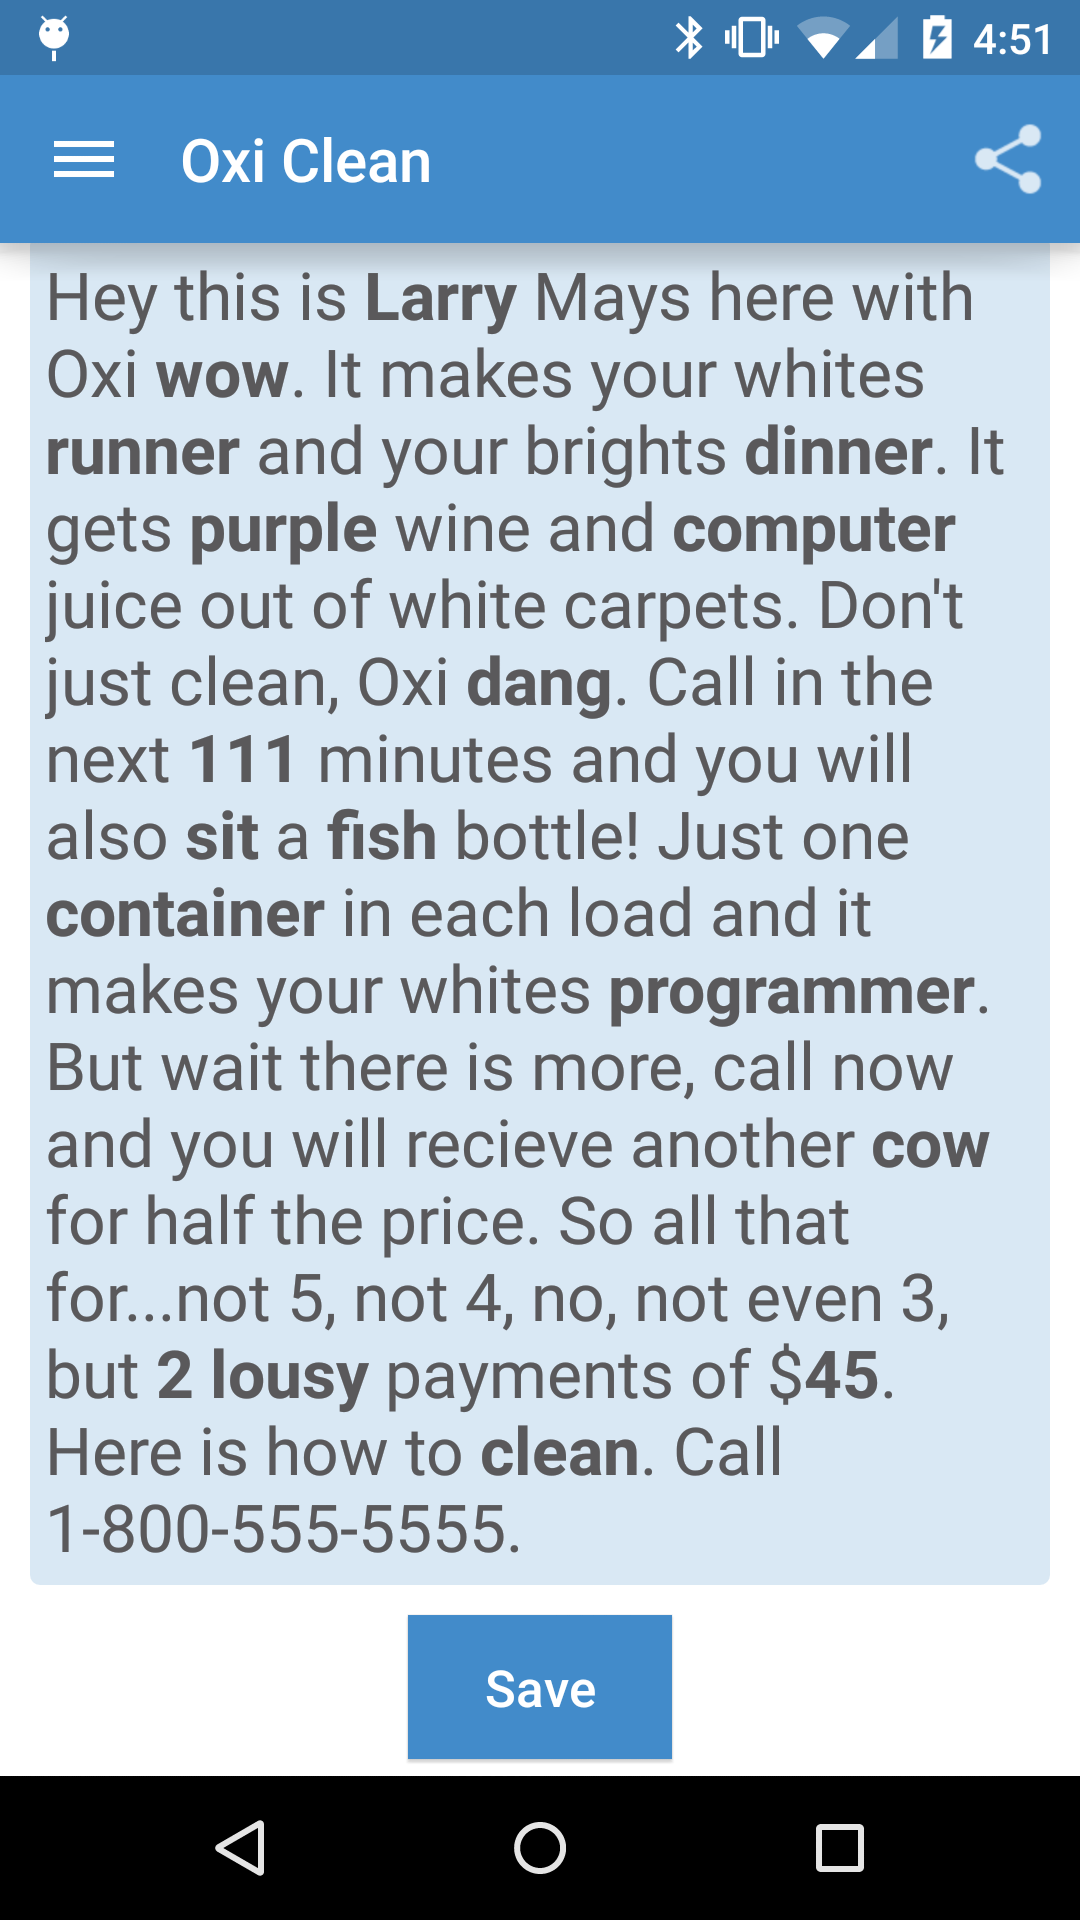 4:51
Oxi Clean
Hey this is Larry Mays here with
Oxi wow. It makes your whites
runner and your brights dinner. It
gets purple wine and computer
juice out of white carpets. Don't
just clean, Oxi dang. Call in the
next 111 minutes and you will
also sit a fish bottle! Just one
container in each load and it
makes your whites programmer.
But wait there is more, call now
and you will recieve another cow
for half the price. So all that
for...not 5, not 4, no, not even 3,
but 2 lousy payments of $45.
Here is how to clean. Call
1-800-555-5555.
Save